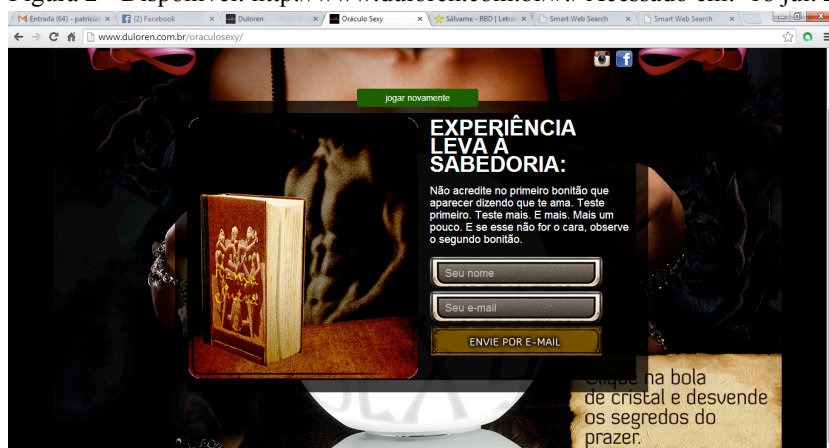 Figura 2 - Disponível: http://www.duloren.com.br/#/ Acessado em: 18 jul.
Entrada (64) - patricia
(2) Facebook
Duloren
Oráculo Sexy
Sálvame - RBD | Letras
Smart Web Search
Smart Web Search
www.duloren.com.br/oraculosexy/
jogar novamente
EXPERIÊNCIA
LEVA A
SABEDORIA:
Não acredite no primeiro bonitão que
aparecer dizendo que te ama. Teste
primeiro. Teste mais. E mais. Mais um
pouco. E se esse não for o cara, observe
o segundo bonitão.
Kama
Sutra
Seu nome
Seu e-mail
ENVIE POR E-MAIL
Clique na bola
de cristal e desvende
os segredos do
prazer.